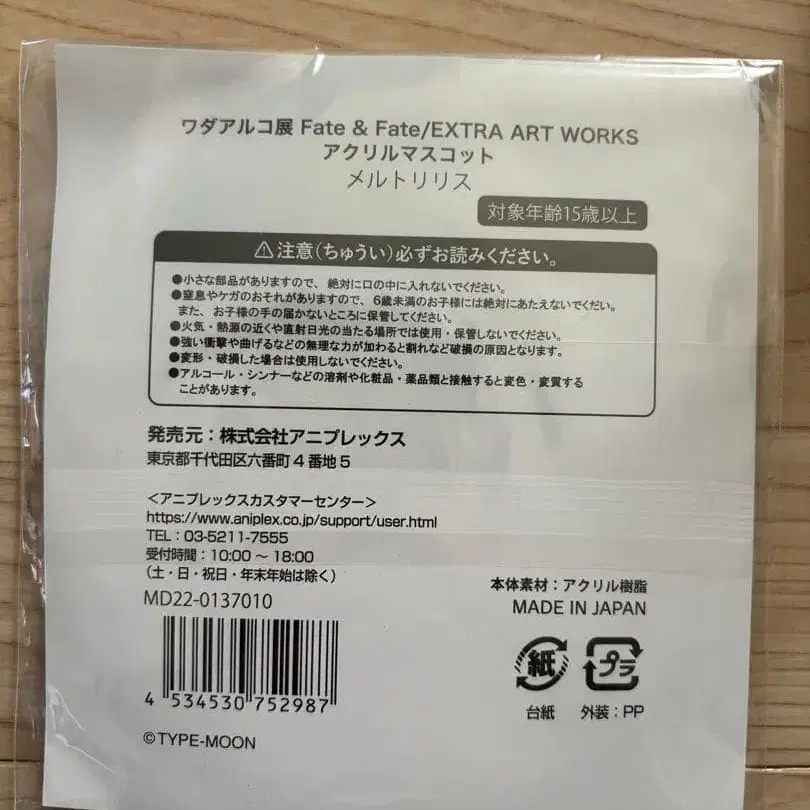 ワダアルコ展 Fate & Fate/EXTRA ART WORKS
アクリルマスコット
メルトリリス
対象年齢15歳以上
⚠注意(ちゅうい)必ずお読みください。
●小さな部品がありますので、絶対に口の中に入れないでください。
●窒息やケガのおそれがありますので、6歳未満のお子様には絶対にあたえないでください。
また、お子様の手の届かないところに保管してください。
●火気・熱源の近くや直射日光の当たる場所では使用・保管しないでください。
●強い衝撃や曲げるなどの無理な力が加わると割れなど破損の原因となります。
●変形・破損した場合は使用しないでください。
●アルコール・シンナーなどの溶剤や化粧品・薬品類と接触すると変色・変質する
ことがあります。
発売元：株式会社アニプレックス
東京都千代田区六番町4番地5
＜アニプレックスカスタマーセンター＞
https://www.aniplex.co.jp/support/user.html
TEL：03-5211-7555
受付時間：10:00～18:00
(土・日・祝日・年末年始は除く)
MD22-0137010
本体素材：アクリル樹脂
MADE IN JAPAN
4 534530 752987
紙
プラ
台紙
外装：PP
©TYPE-MOON